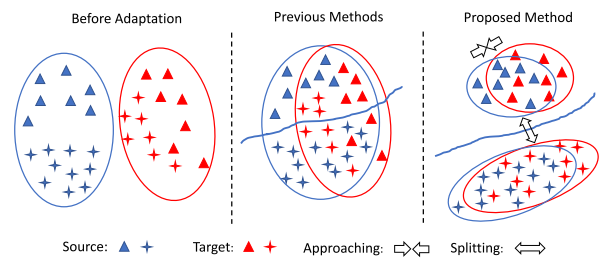 Before Adaptation
Previous Methods
Proposed Method
Source: Target: Approaching: Splitting: